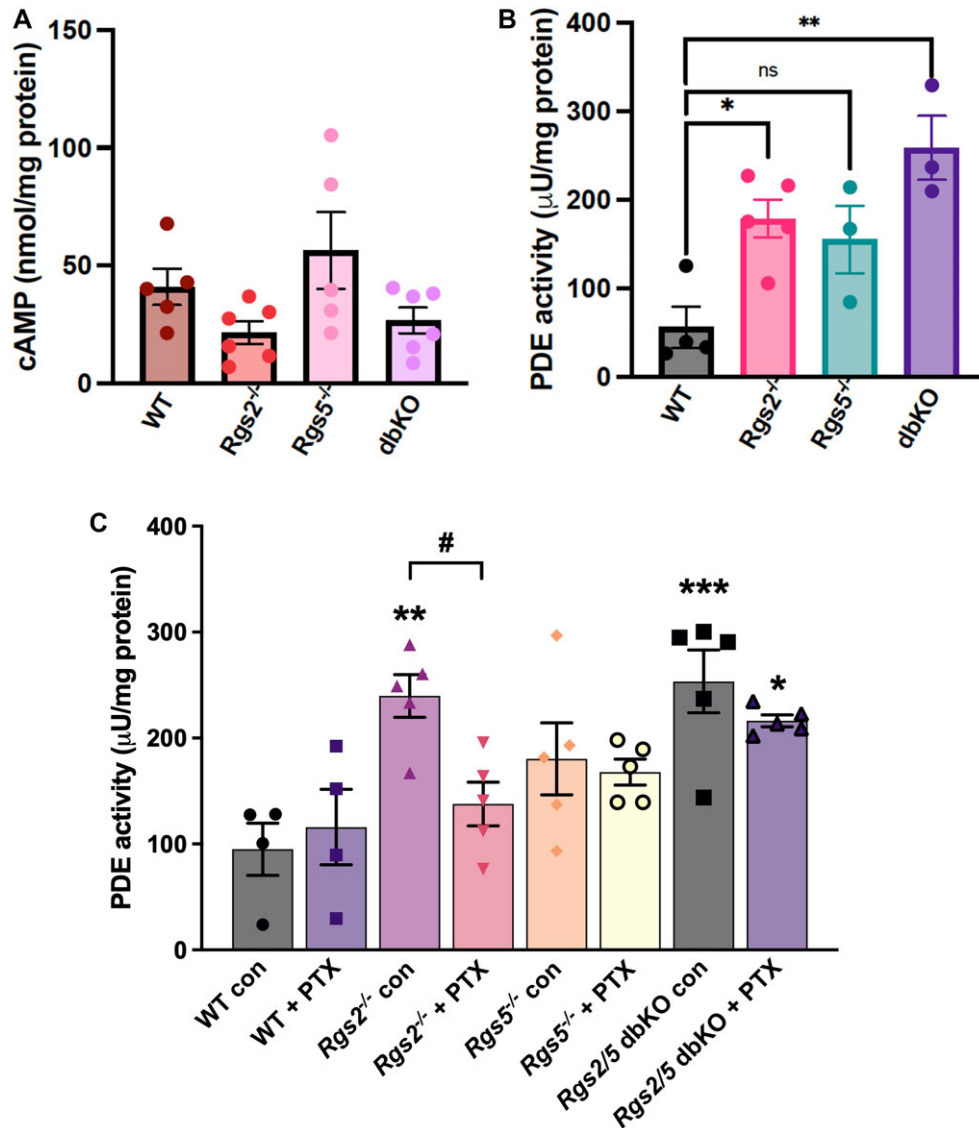 A
cAMP (nmol/mg protein)
150
100
50
0
WT
Rgs2-/-
Rgs5-/-
dbKO
B
PDE activity (μU/mg protein)
400
300
200
100
0
**
ns
*
WT
Rgs2-/-
Rgs5-/-
dbKO
C
PDE activity (μU/mg protein)
400
300
200
100
0
#
**
***
*
WT con
WT + PTX
Rgs2-/- con
Rgs2-/- + PTX
Rgs5-/- con
Rgs5-/- + PTX
Rgs2/5 dbKO con
Rgs2/5 dbKO + PTX